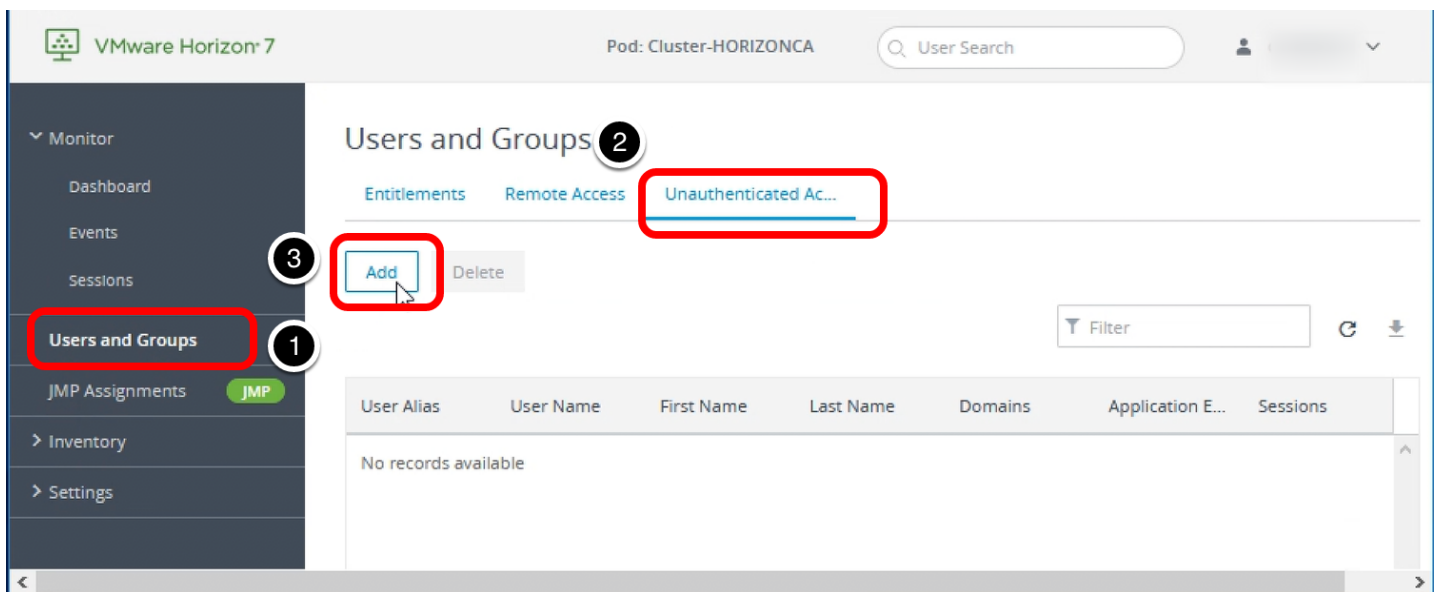 VMware Horizon® 7
Pod: Cluster-HORIZONCA
User Search
Monitor
Dashboard
Events
Sessions
Users and Groups
1
JMP Assignments JMP
Inventory
Settings
Users and Groups 2
Entitlements Remote Access Unauthenticated Ac...
3 Add Delete
Filter
User Alias User Name First Name Last Name Domains Application E... Sessions
No records available